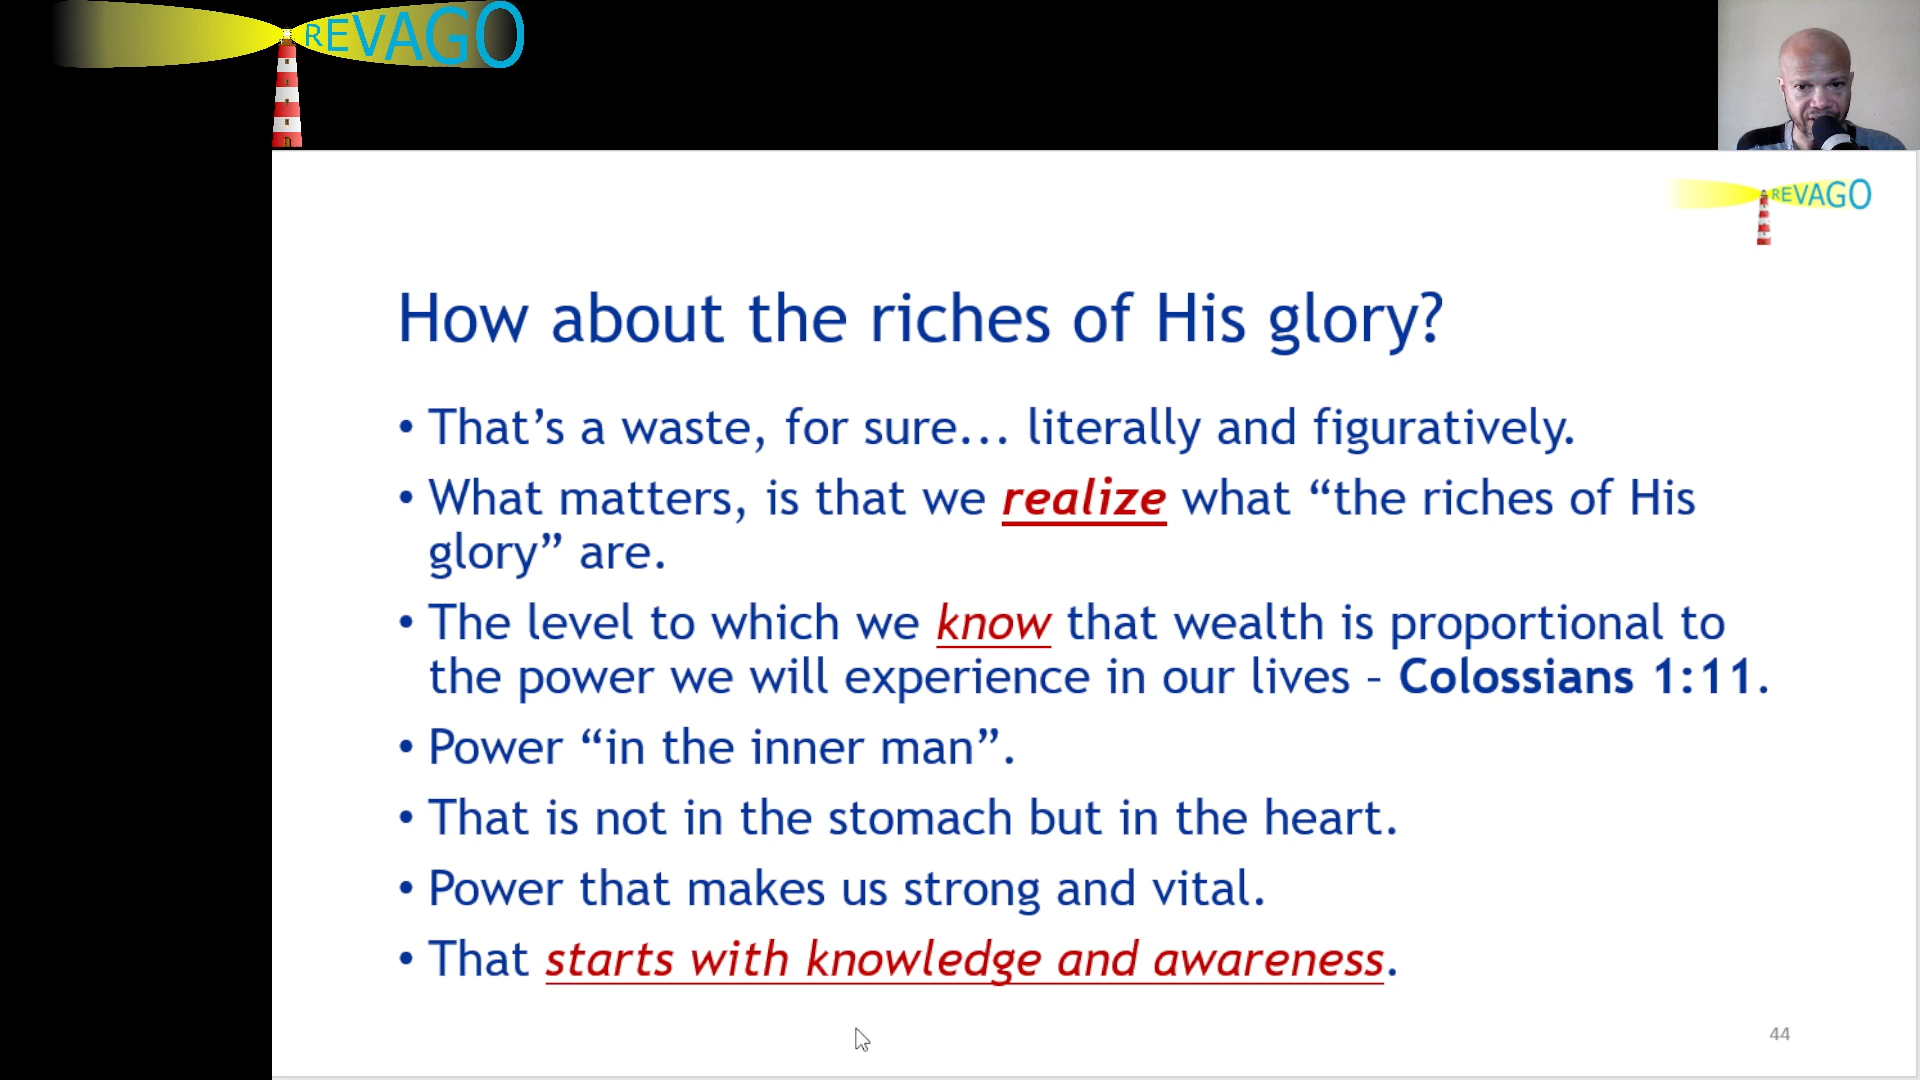 REVAGO
REVAGO
How about the riches of His glory?
• That’s a waste, for sure... literally and figuratively.
• What matters, is that we realize what “the riches of His
glory” are.
• The level to which we know that wealth is proportional to
the power we will experience in our lives – Colossians 1:11.
• Power “in the inner man”.
• That is not in the stomach but in the heart.
• Power that makes us strong and vital.
• That starts with knowledge and awareness.
44